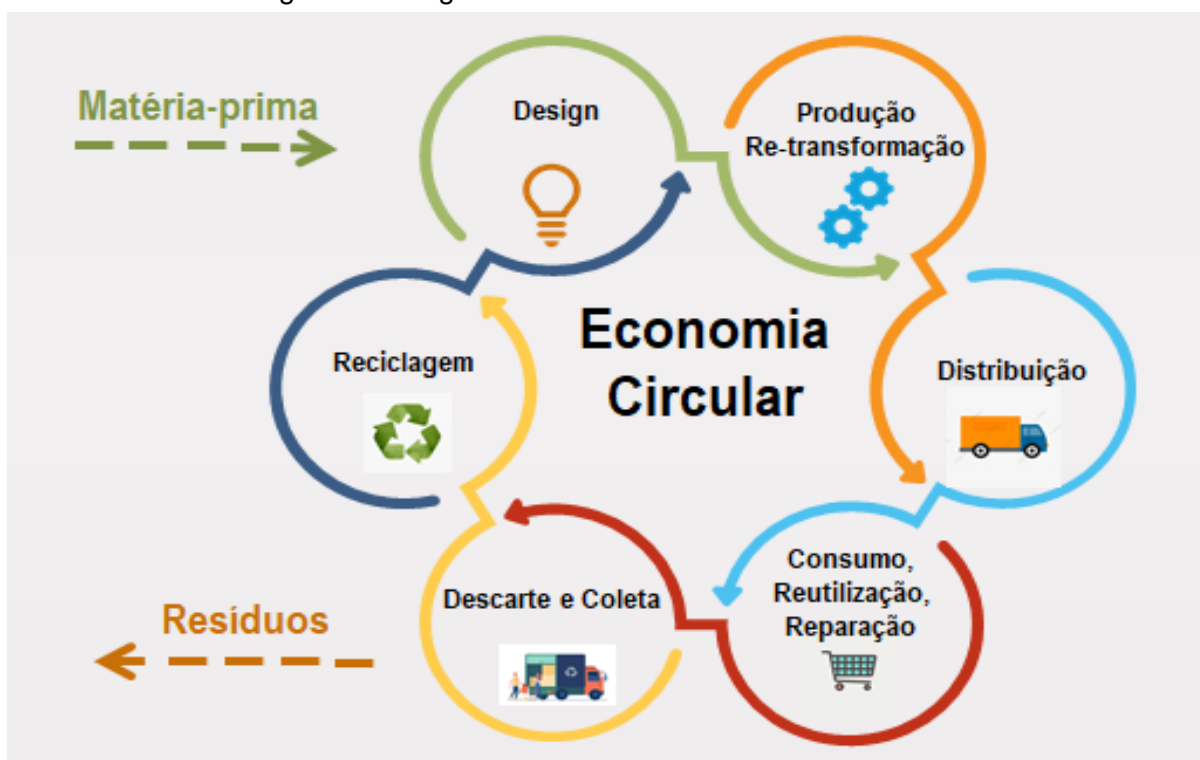 Matéria-prima
Design
Produção
Re-transformação
Economia
Circular
Reciclagem
Distribuição
Consumo,
Reutilização,
Reparação
Descarte e Coleta
Resíduos